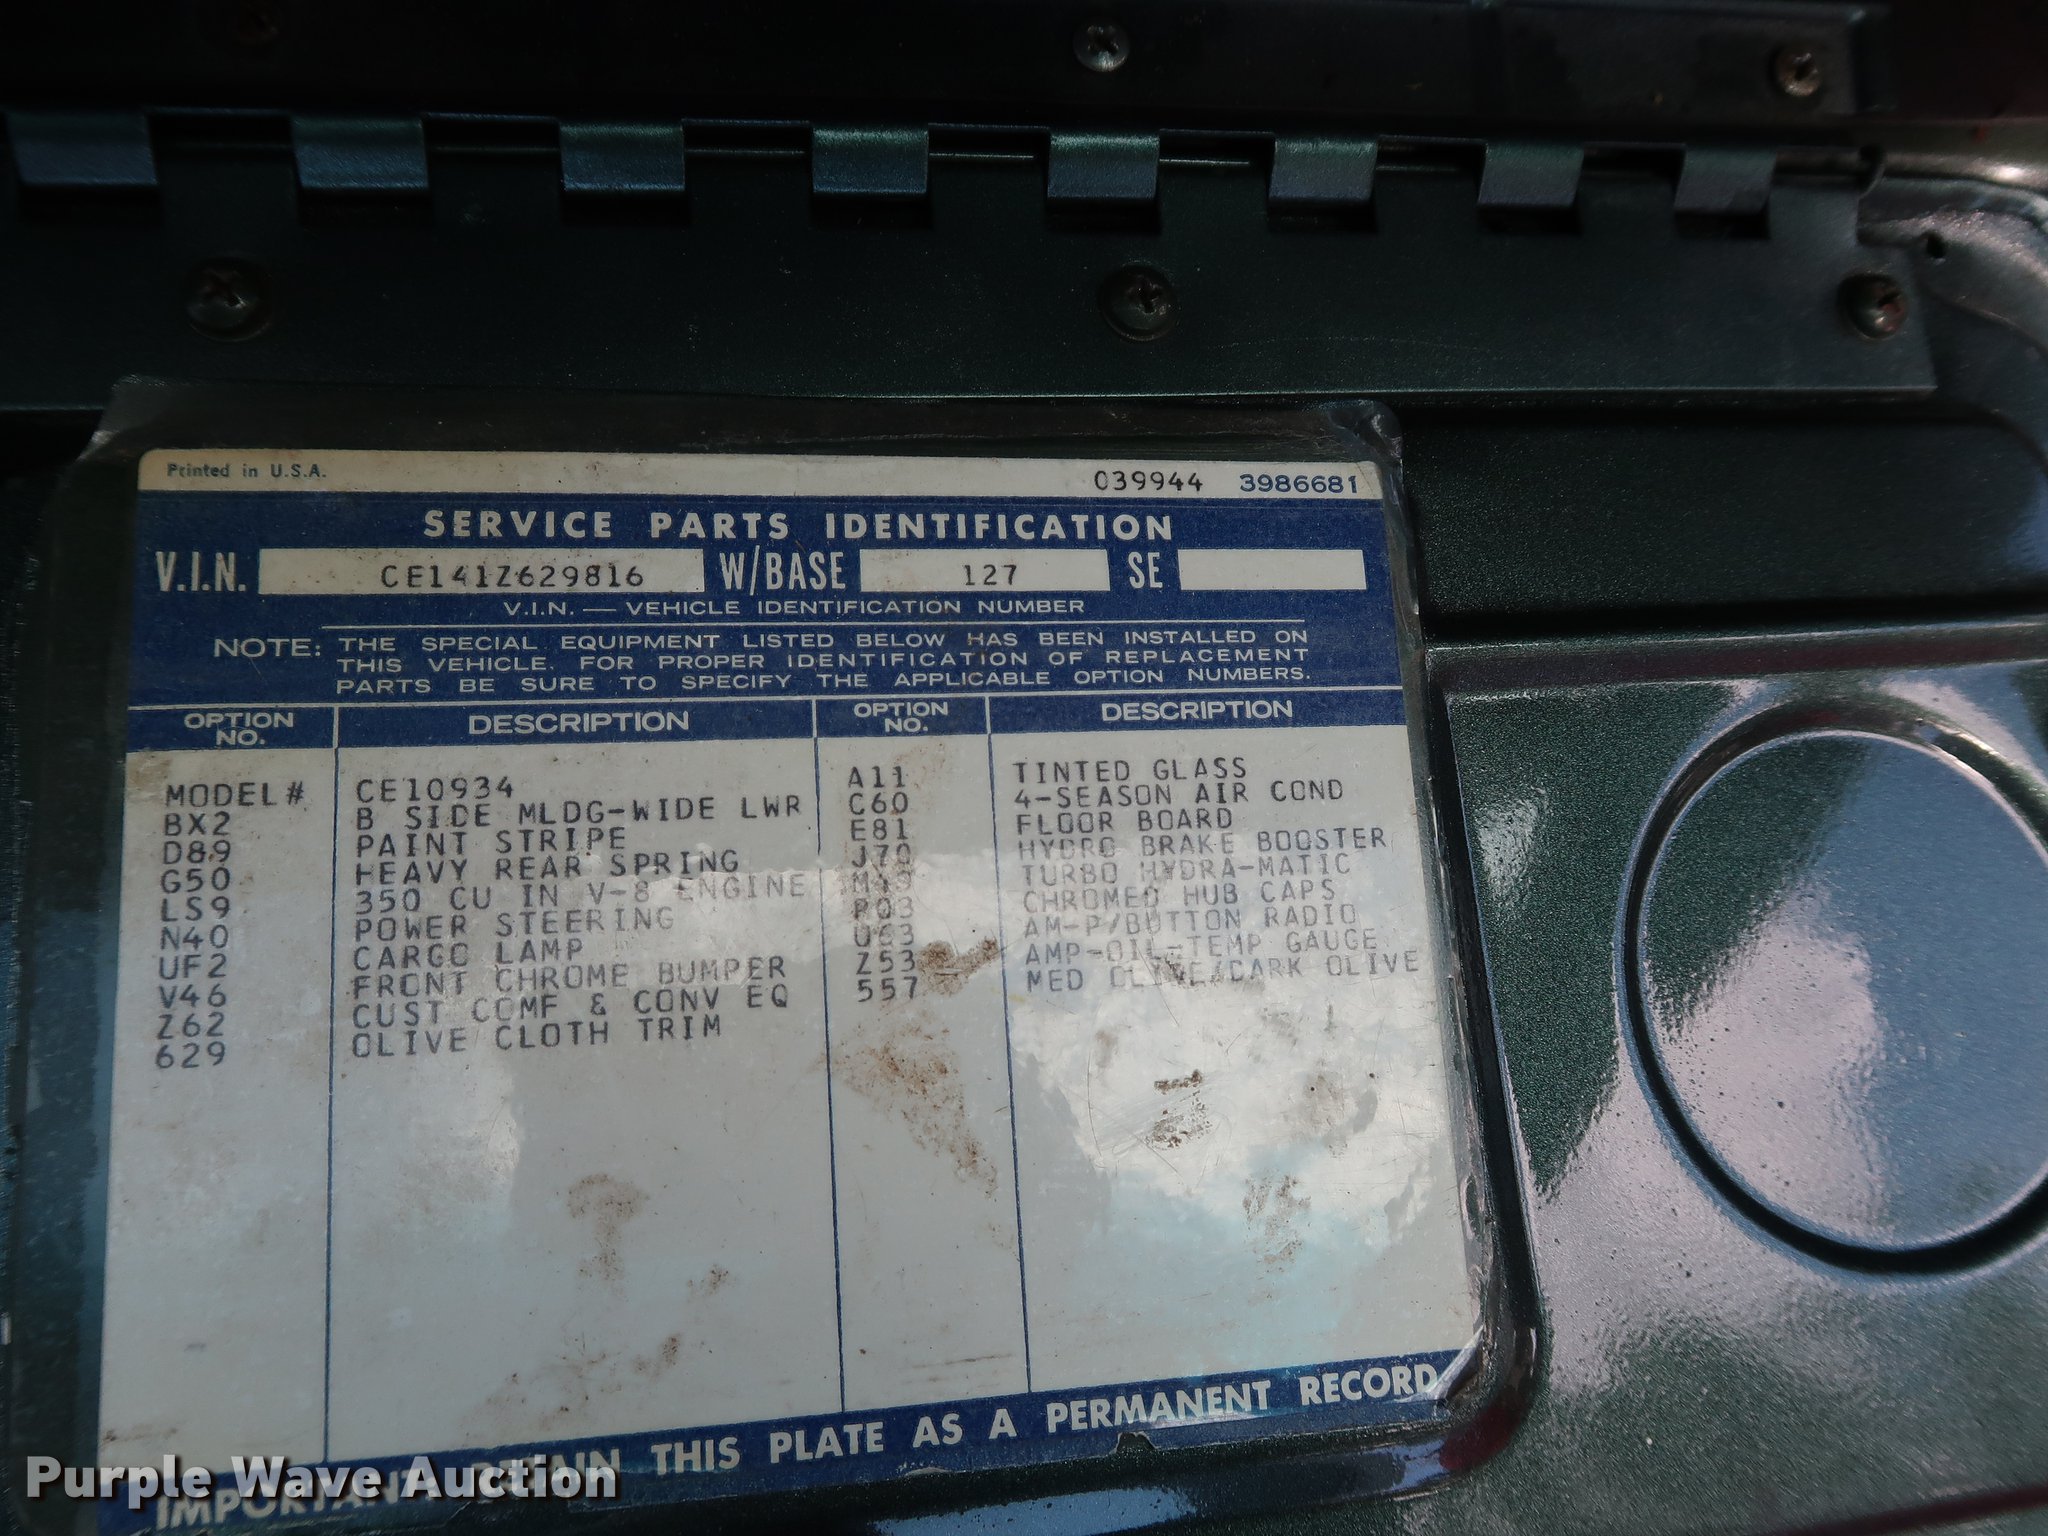 Printed in U.S.A. 039944 3986681
SERVICE PARTS IDENTIFICATION
V.I.N. CE141Z629816 W/BASE 127 SE
V.I.N. — VEHICLE IDENTIFICATION NUMBER
NOTE: THE SPECIAL EQUIPMENT LISTED BELOW HAS BEEN INSTALLED ON
THIS VEHICLE. FOR PROPER IDENTIFICATION OF REPLACEMENT
PARTS BE SURE TO SPECIFY THE APPLICABLE OPTION NUMBERS.
OPTION NO. DESCRIPTION OPTION NO. DESCRIPTION
MODEL# CE10934
BX2 B SIDE MLDG-WIDE LWR
D89 PAINT STRIPE
G50 HEAVY REAR SPRING
LS9 350 CU IN V-8 ENGINE
N40 POWER STEERING
UF2 CARGO LAMP
V46 FRONT CHROME BUMPER
Z62 CUST COMF & CONV EQ
629 OLIVE CLOTH TRIM
A11 TINTED GLASS
C60 4-SEASON AIR COND
E81 FLOOR BOARD
J70 HYDRO BRAKE BOOSTER
M49 TURBO HYDRA-MATIC
P03 CHROMED HUB CAPS
U63 AM-P/BUTTON RADIO
Z53 AMP-OIL-TEMP GAUGE
557 MED OLIVE/DARK OLIVE
IMPORTANT RETAIN THIS PLATE AS A PERMANENT RECORD
Purple Wave Auction